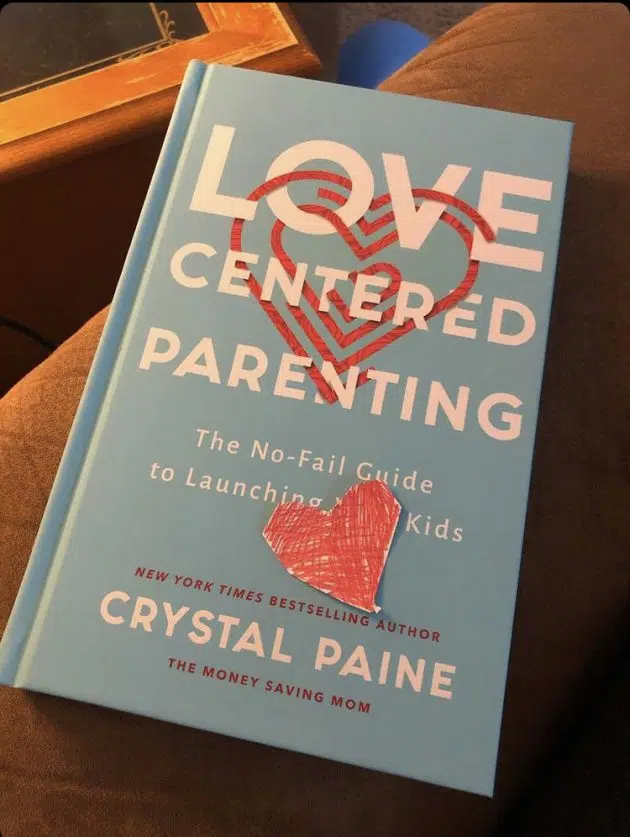 LOVE
CENTERED
PARENTING
The No-Fail Guide
to Launching Kids
NEW YORK TIMES BESTSELLING AUTHOR
CRYSTAL PAINE
THE MONEY SAVING MOM